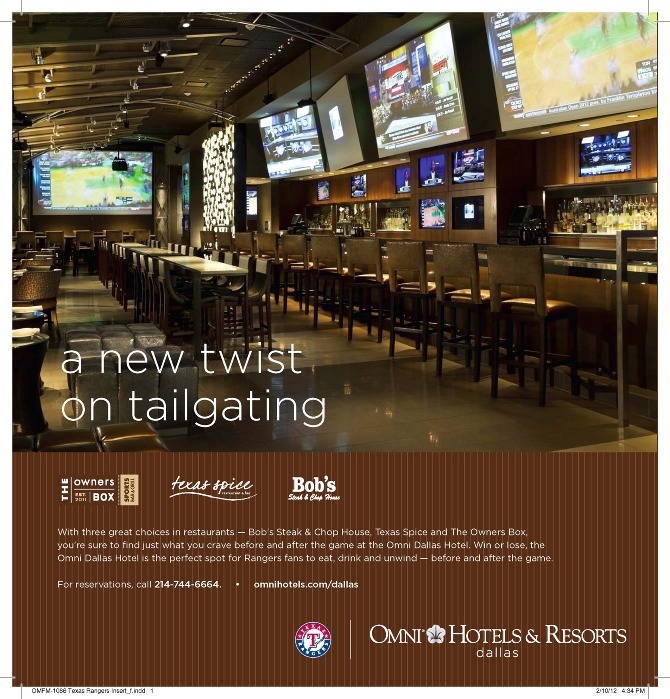 a new twist
on tailgating
THE owners BOX EST. 2011 SPORTS BAR & GRILL
texas spice
restaurant & bar
Bob's
Steak & Chop House
With three great choices in restaurants — Bob's Steak & Chop House, Texas Spice and The Owners Box,
you're sure to find just what you crave before and after the game at the Omni Dallas Hotel. Win or lose, the
Omni Dallas Hotel is the perfect spot for Rangers fans to eat, drink and unwind — before and after the game.
For reservations, call 214-744-6664. • omnihotels.com/dallas
TEXAS T RANGERS
OMNI HOTELS & RESORTS
dallas
OMFM-1086 Texas Rangers Insert_f.indd 1 2/10/12 4:34 PM